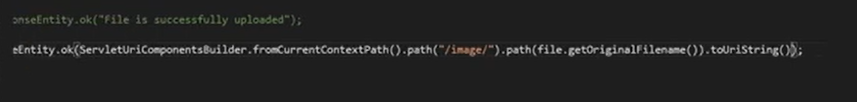 onseEntity.ok("File is successfully uploaded");
eEntity.ok(ServletUriComponentsBuilder.fromCurrentContextPath().path("/image/").path(file.getOriginalFilename()).toUriString());